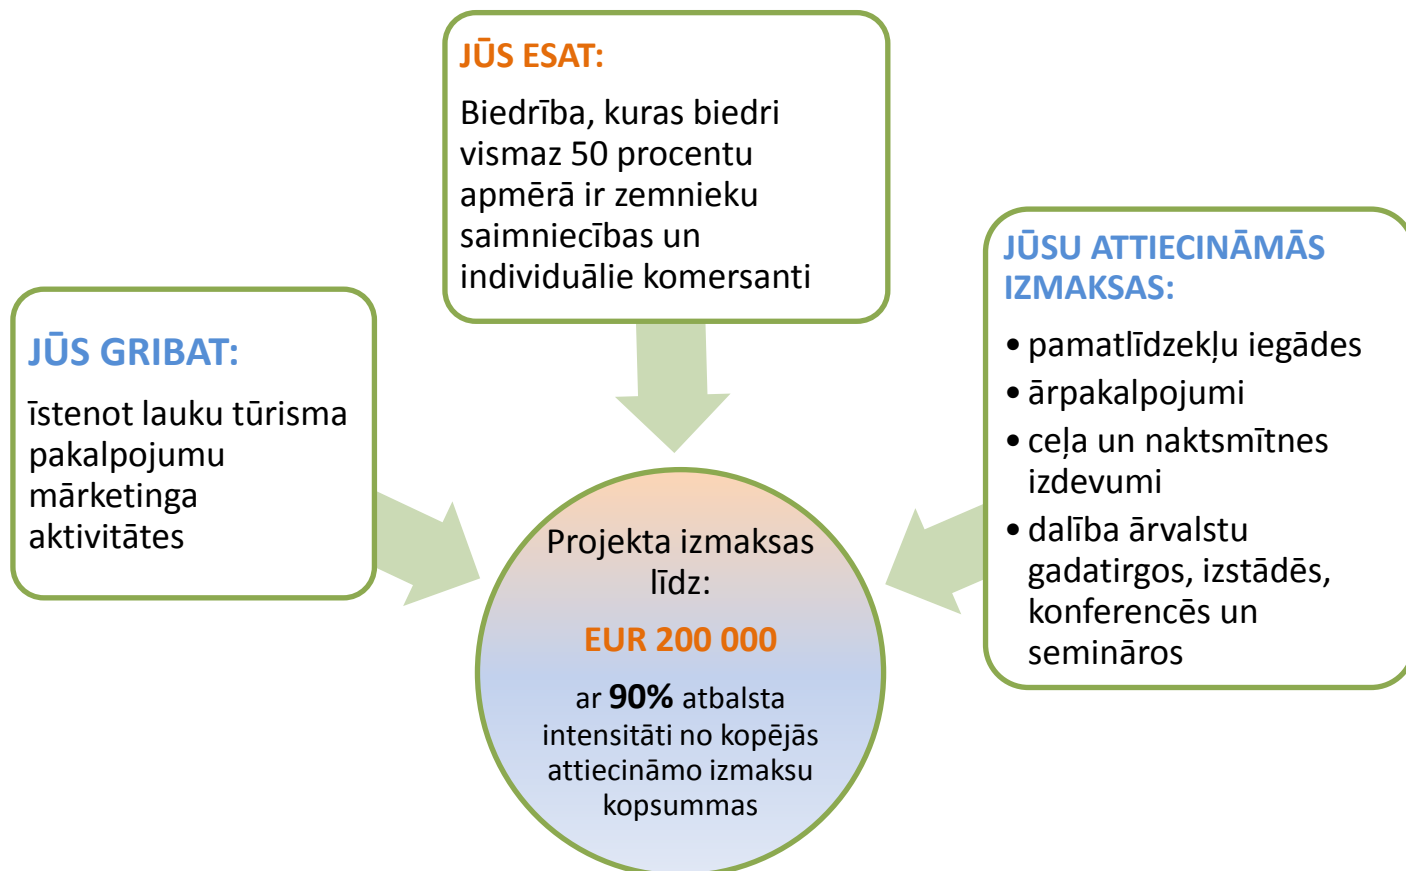 JŪS ESAT:
Biedrība, kuras biedri
vismaz 50 procentu
apmērā ir zemnieku
saimniecības un
individuālie komersanti
JŪS GRIBAT:
īstenot lauku tūrisma
pakalpojumu
mārketinga
aktivitātes
JŪSU ATTIECINĀMĀS
IZMAKSAS:
• pamatlīdzekļu iegādes
• ārpakalpojumi
• ceļa un naktsmītnes
izdevumi
• dalība ārvalstu
gadatirgos, izstādēs,
konferencēs un
semināros
Projekta izmaksas
līdz:
EUR 200 000
ar 90% atbalsta
intensitāti no kopējās
attiecināmo izmaksu
kopsummas